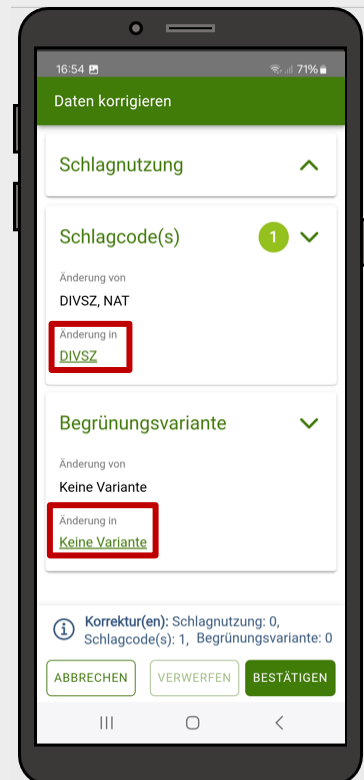 16:54 71%
Daten korrigieren
Schlagnutzung
Schlagcode(s) 1
Änderung von
DIVSZ, NAT
Änderung in
DIVSZ
Begrünungsvariante
Änderung von
Keine Variante
Änderung in
Keine Variante
Korrektur(en): Schlagnutzung: 0,
Schlagcode(s): 1, Begrünungsvariante: 0
ABBRECHEN VERWERFEN BESTÄTIGEN